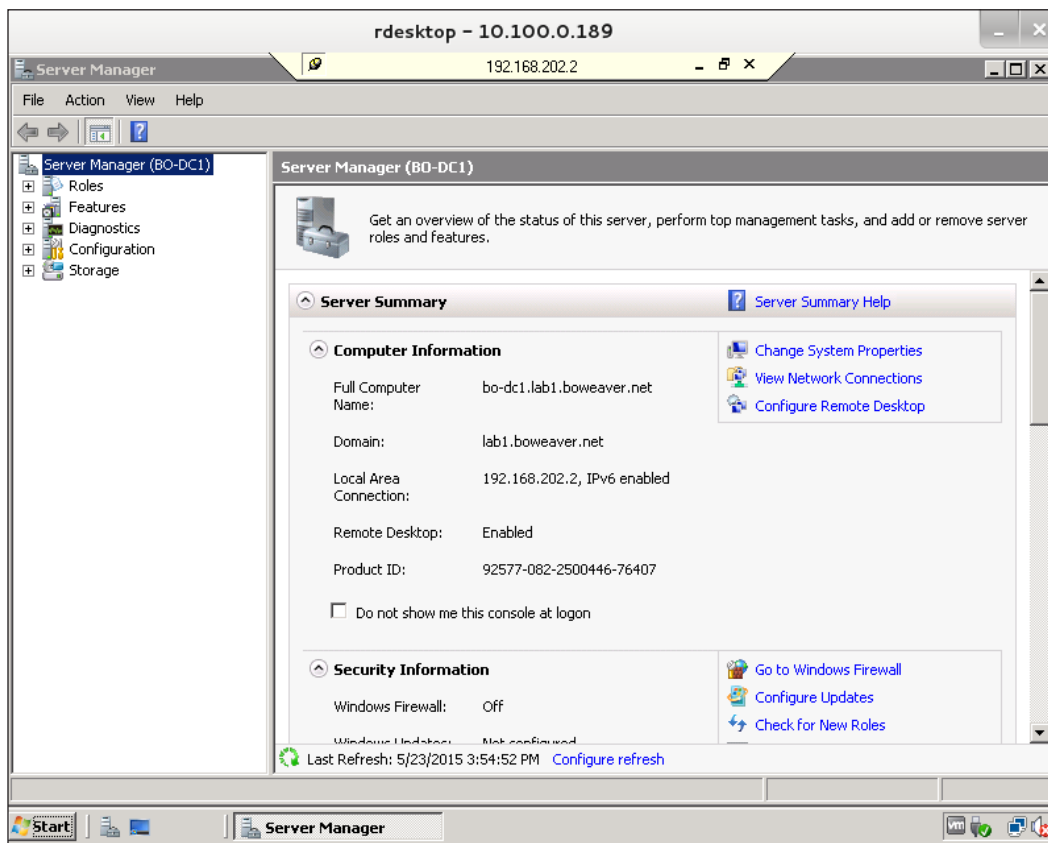 rdesktop - 10.100.0.189
192.168.202.2
Server Manager
File Action View Help
Server Manager (BO-DC1)
Roles
Features
Diagnostics
Configuration
Storage
Server Manager (BO-DC1)
Get an overview of the status of this server, perform top management tasks, and add or remove server
roles and features.
Server Summary
Server Summary Help
Computer Information
Full Computer
Name:
bo-dc1.lab1.boweaver.net
Domain:
lab1.boweaver.net
Local Area
Connection:
192.168.202.2, IPv6 enabled
Remote Desktop:
Enabled
Product ID:
92577-082-2500446-76407
Do not show me this console at logon
Change System Properties
View Network Connections
Configure Remote Desktop
Security Information
Windows Firewall:
Off
Windows Updates:
Not configured
Go to Windows Firewall
Configure Updates
Check for New Roles
Last Refresh: 5/23/2015 3:54:52 PM Configure refresh
Start
Server Manager
vm